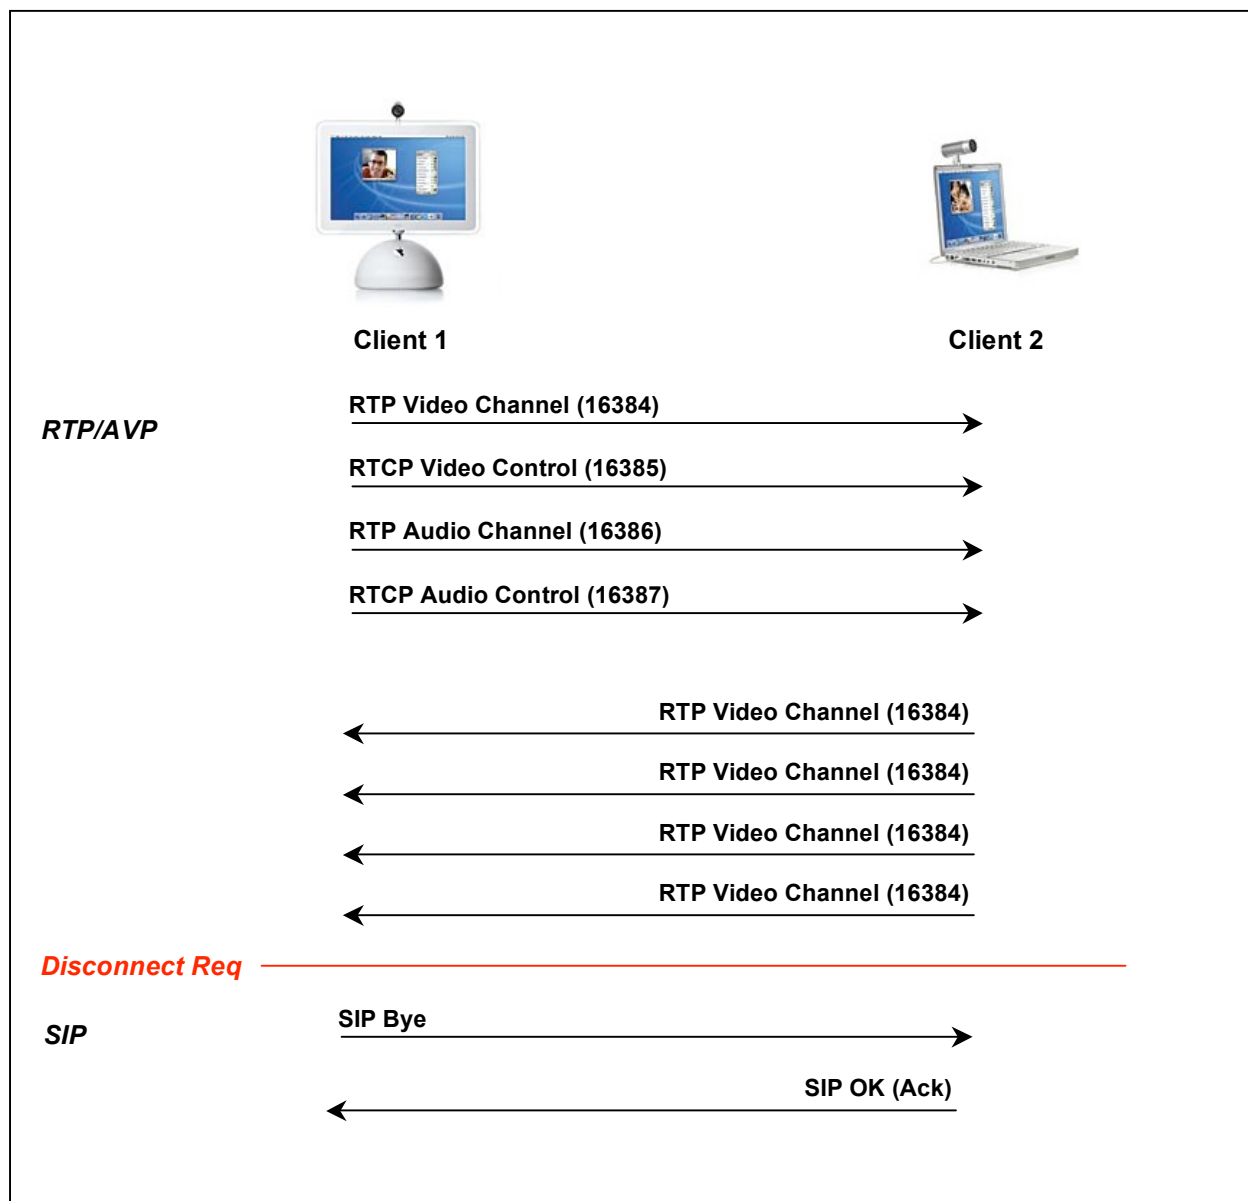 Client 1
Client 2
RTP/AVP
RTP Video Channel (16384)
RTCP Video Control (16385)
RTP Audio Channel (16386)
RTCP Audio Control (16387)
RTP Video Channel (16384)
RTP Video Channel (16384)
RTP Video Channel (16384)
RTP Video Channel (16384)
Disconnect Req
SIP
SIP Bye
SIP OK (Ack)